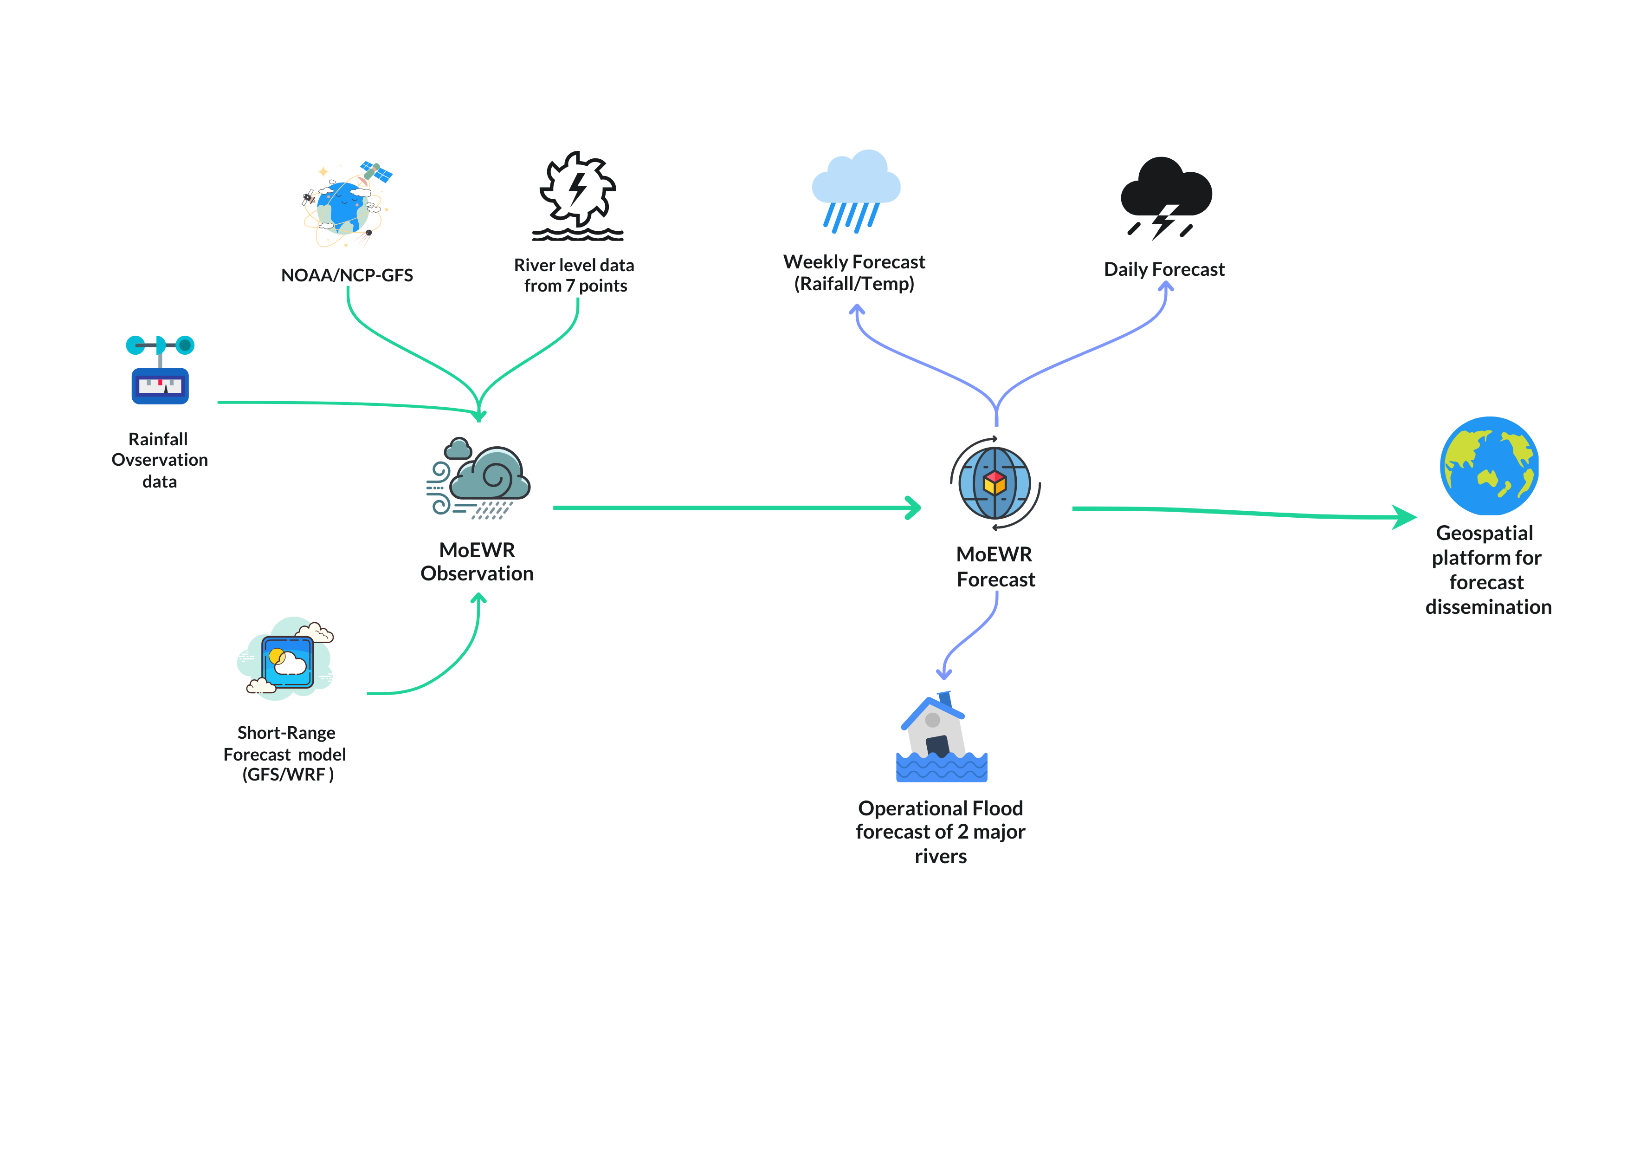 NOAA/NCP-GFS
River level data
from 7 points
Weekly Forecast
(Raifall/Temp)
Daily Forecast
Rainfall
Ovservation
data
MoEWR
Observation
MoEWR
Forecast
Geospatial
platform for
forecast
dissemination
Short-Range
Forecast model
(GFS/WRF )
Operational Flood
forecast of 2 major
rivers